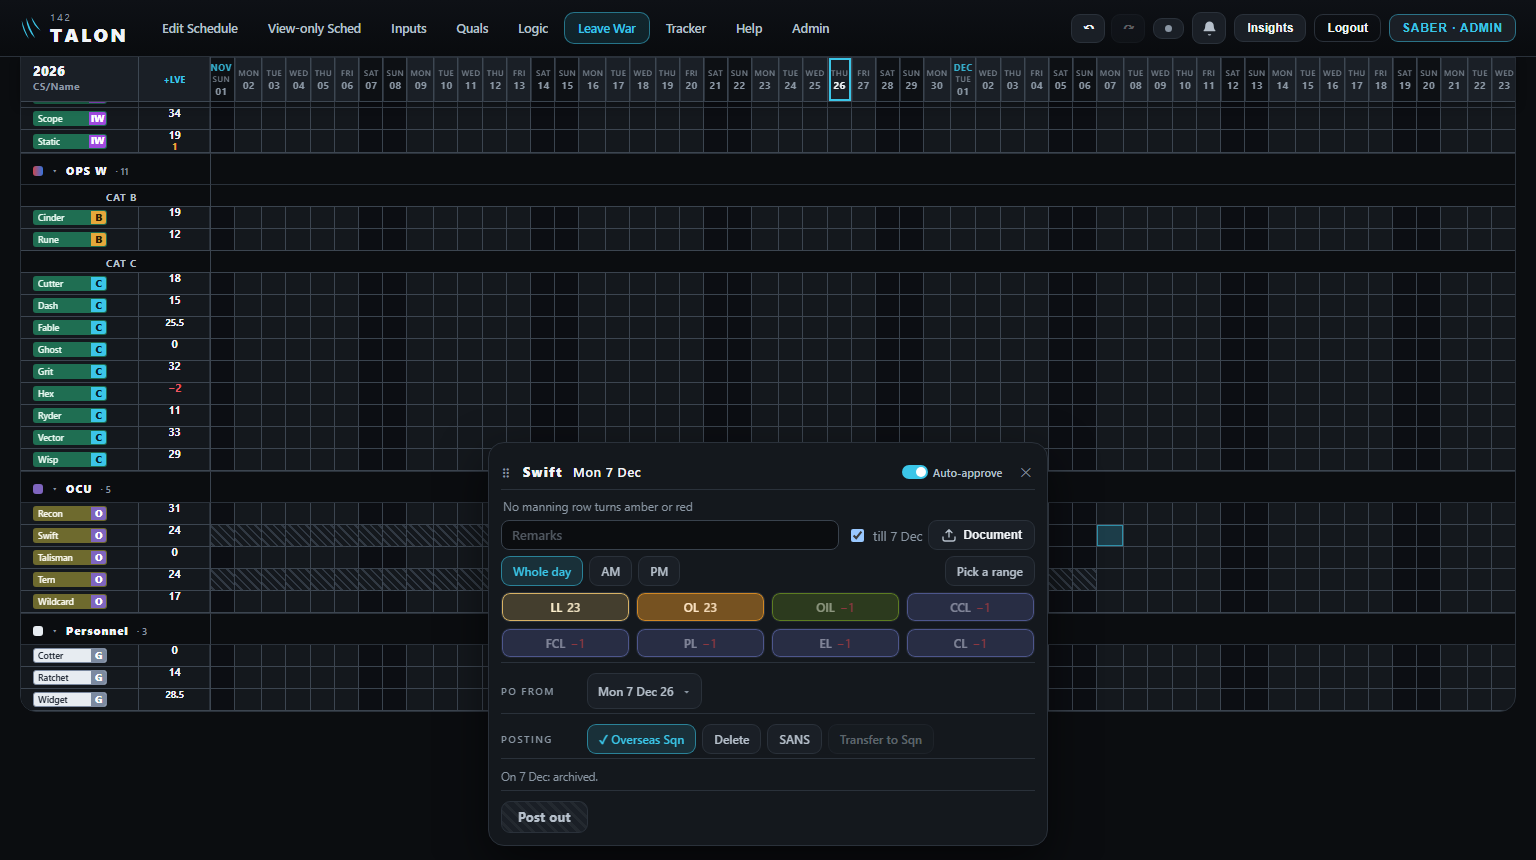 142
TALON
Edit Schedule
View-only Sched
Inputs
Quals
Logic
Leave War
Tracker
Help
Admin
Insights
Logout
SABER · ADMIN
2026
CS/Name
+LVE
NOV SUN 01
MON 02
TUE 03
WED 04
THU 05
FRI 06
SAT 07
SUN 08
MON 09
TUE 10
WED 11
THU 12
FRI 13
SAT 14
SUN 15
MON 16
TUE 17
WED 18
THU 19
FRI 20
SAT 21
SUN 22
MON 23
TUE 24
WED 25
THU 26
FRI 27
SAT 28
SUN 29
MON 30
DEC TUE 01
WED 02
THU 03
FRI 04
SAT 05
SUN 06
MON 07
TUE 08
WED 09
THU 10
FRI 11
SAT 12
SUN 13
MON 14
TUE 15
WED 16
THU 17
FRI 18
SAT 19
SUN 20
MON 21
TUE 22
WED 23
Scope IW 34
Static IW 19
1
OPS W · 11
CAT B
Cinder B 19
Rune B 12
CAT C
Cutter C 18
Dash C 15
Fable C 25.5
Ghost C 0
Grit C 32
Hex C −2
Ryder C 11
Vector C 33
Wisp C 29
OCU · 5
Recon O 31
Swift O 24
Talisman O 0
Tern O 24
Wildcard O 17
Personnel · 3
Cotter G 0
Ratchet G 14
Widget G 28.5
Swift Mon 7 Dec
Auto-approve
No manning row turns amber or red
Remarks
till 7 Dec
Document
Whole day
AM
PM
Pick a range
LL 23
OL 23
OIL −1
CCL −1
FCL −1
PL −1
EL −1
CL −1
PO FROM
Mon 7 Dec 26
POSTING
✓ Overseas Sqn
Delete
SANS
Transfer to Sqn
On 7 Dec: archived.
Post out